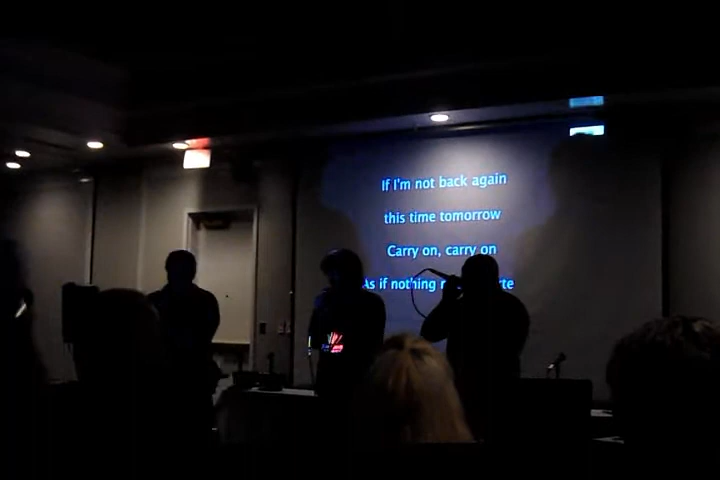 If I'm not back again
this time tomorrow
Carry on, carry on
As if nothing